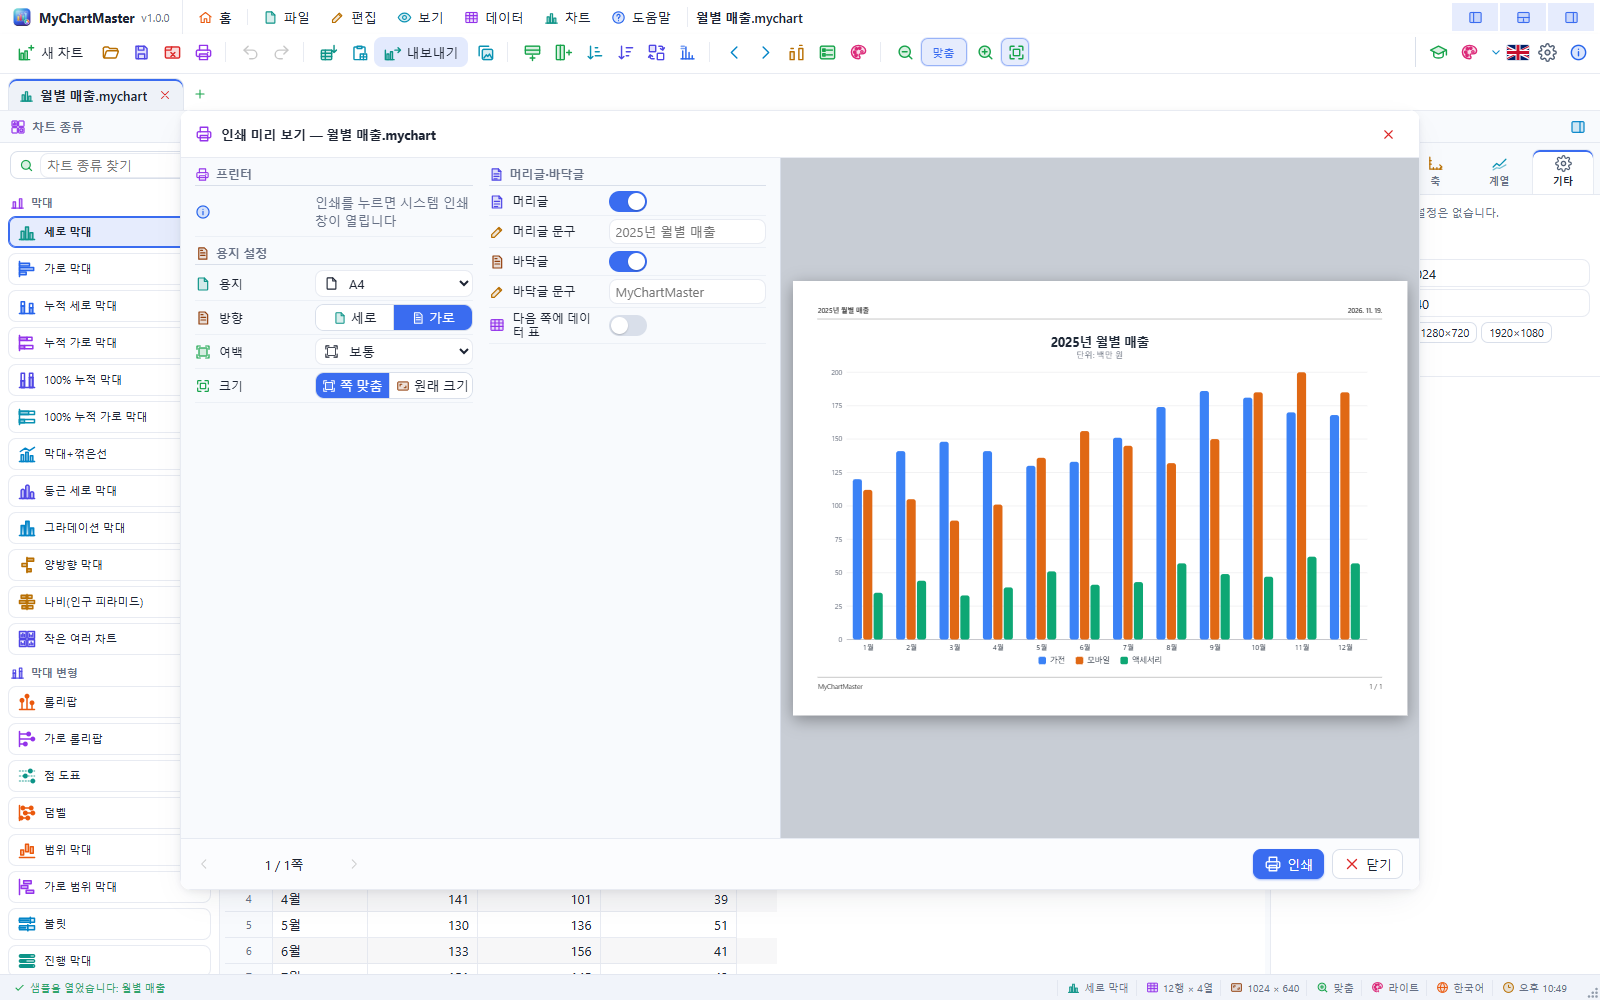 MyChartMaster v1.0.0 홈 파일 편집 보기 데이터 차트 도움말 월별 매출.mychart
새 차트 내보내기 맞춤
월별 매출.mychart
차트 종류
차트 종류 찾기
막대
세로 막대
가로 막대
누적 세로 막대
누적 가로 막대
100% 누적 막대
100% 누적 가로 막대
막대+꺾은선
둥근 세로 막대
그라데이션 막대
양방향 막대
나비(인구 피라미드)
작은 여러 차트
막대 변형
롤리팝
가로 롤리팝
점 도표
덤벨
범위 막대
가로 범위 막대
불릿
진행 막대
인쇄 미리 보기 — 월별 매출.mychart
프린터
인쇄를 누르면 시스템 인쇄
창이 열립니다
용지 설정
용지 A4
방향 세로 가로
여백 보통
크기 쪽 맞춤 원래 크기
머리글·바닥글
머리글
머리글 문구 2025년 월별 매출
바닥글
바닥글 문구 MyChartMaster
다음 쪽에 데이
터 표
2025년 월별 매출 2026. 11. 19.
2025년 월별 매출
단위: 백만 원
200
175
150
125
100
75
50
25
0
1월 2월 3월 4월 5월 6월 7월 8월 9월 10월 11월 12월
가전 모바일 액세서리
MyChartMaster 1 / 1
1 / 1쪽
인쇄 닫기
축 계열 기타
설정은 없습니다.
024
40
1280×720 1920×1080
4 4월 141 101 39
5 5월 130 136 51
6 6월 133 156 41
샘플을 열었습니다: 월별 매출
세로 막대 12행 × 4열 1024 × 640 맞춤 라이트 한국어 오후 10:49